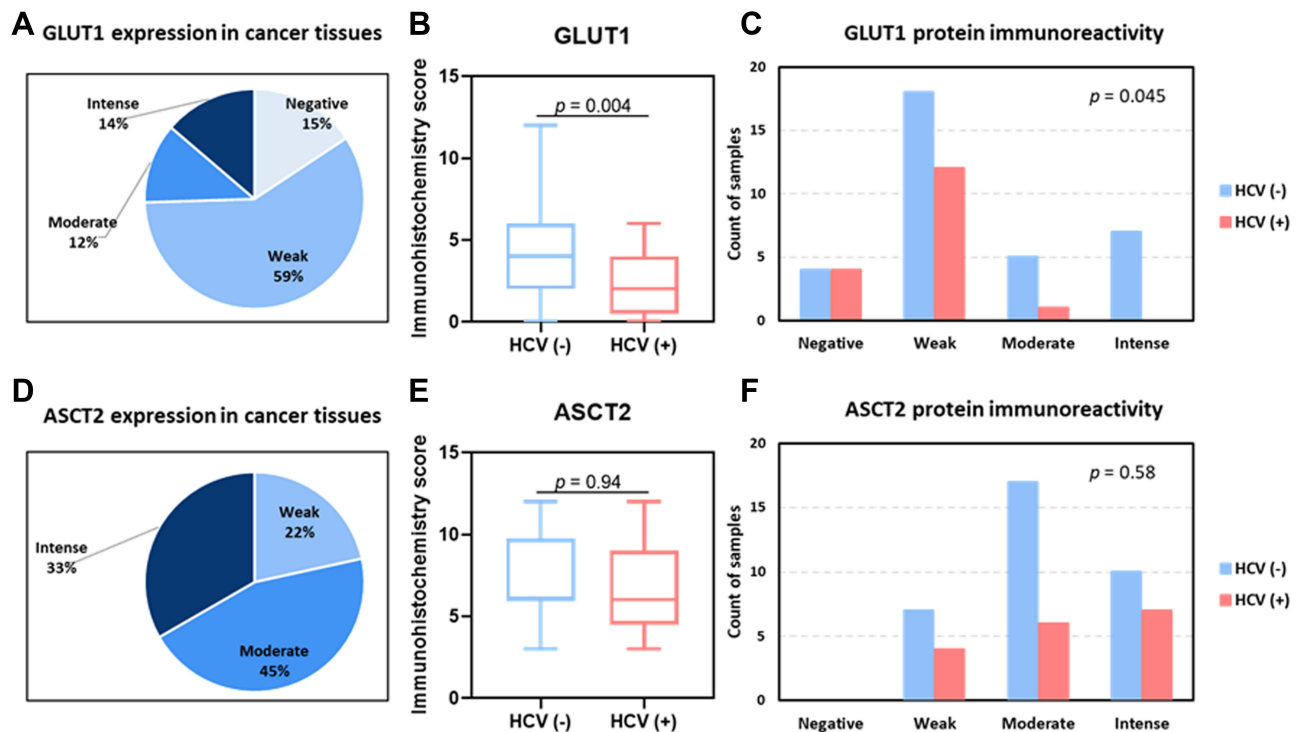 A
GLUT1 expression in cancer tissues
Intense
14%
Negative
15%
Moderate
12%
Weak
59%
B
GLUT1
Immunohistochemistry score
15
10
5
0
p = 0.004
HCV (-)
HCV (+)
C
GLUT1 protein immunoreactivity
Count of samples
20
15
10
5
0
p = 0.045
Negative
Weak
Moderate
Intense
HCV (-)
HCV (+)
D
ASCT2 expression in cancer tissues
Weak
22%
Intense
33%
Moderate
45%
E
ASCT2
Immunohistochemistry score
15
10
5
0
p = 0.94
HCV (-)
HCV (+)
F
ASCT2 protein immunoreactivity
Count of samples
20
15
10
5
0
p = 0.58
Negative
Weak
Moderate
Intense
HCV (-)
HCV (+)